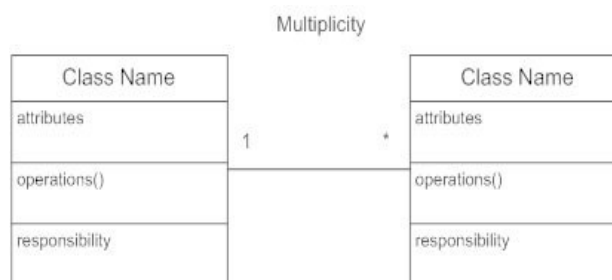 Multiplicity
Class Name
attributes
operations()
responsibility
1
*
Class Name
attributes
operations()
responsibility